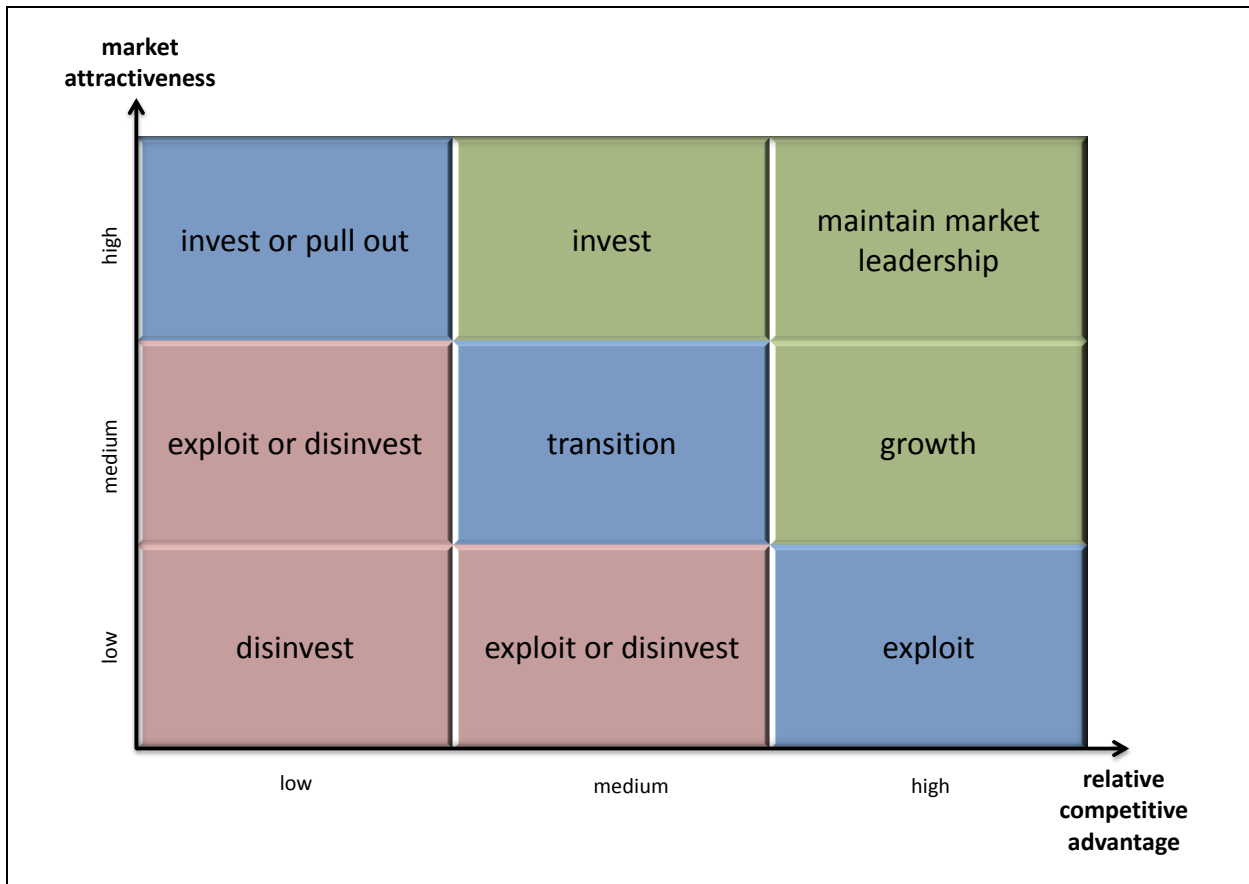 market
attractiveness
high
invest or pull out
invest
maintain market
leadership
medium
exploit or disinvest
transition
growth
low
disinvest
exploit or disinvest
exploit
low
medium
high
relative
competitive
advantage